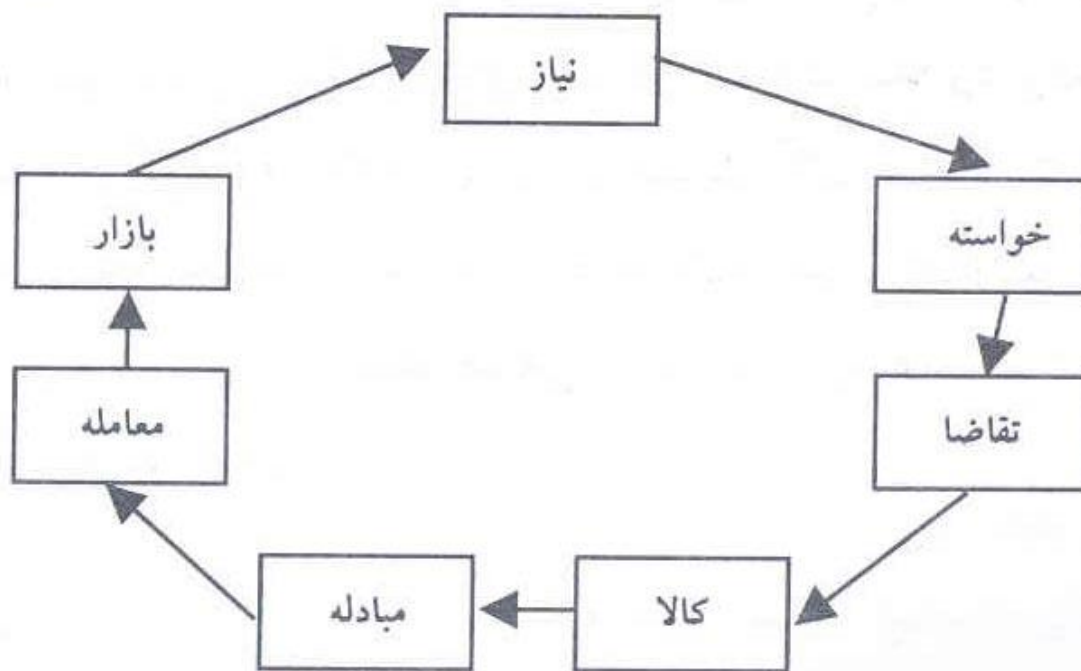 نیاز
خواسته
تقاضا
کالا
مبادله
معامله
بازار